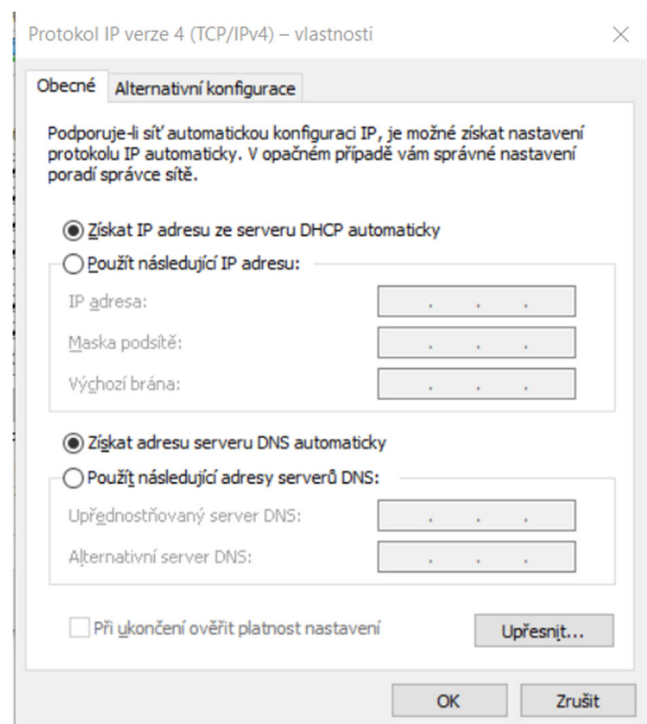 Protokol IP verze 4 (TCP/IPv4) – vlastnosti
Obecné
Alternativní konfigurace
Podporuje-li síť automatickou konfiguraci IP, je možné získat nastavení
protokolu IP automaticky. V opačném případě vám správné nastavení
poradí správce sítě.
Získat IP adresu ze serveru DHCP automaticky
Použít následující IP adresu:
IP adresa:
Maska podsítě:
Výchozí brána:
Získat adresu serveru DNS automaticky
Použít následující adresy serverů DNS:
Upřednostňovaný server DNS:
Alternativní server DNS:
Při ukončení ověřit platnost nastavení
Upřesnit...
OK
Zrušit